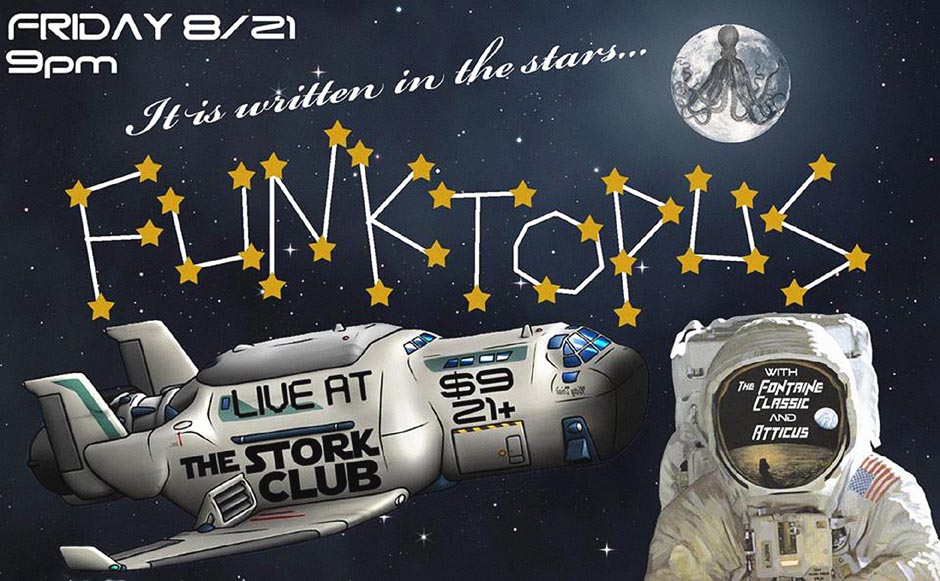 FRIDAY 8/21
9pm
It is written in the stars...
FUNKTOPUS
LIVE AT
THE STORK
CLUB
$9
21+
WITH
THE FONTAINE
CLASSIC
AND
ATTICUS